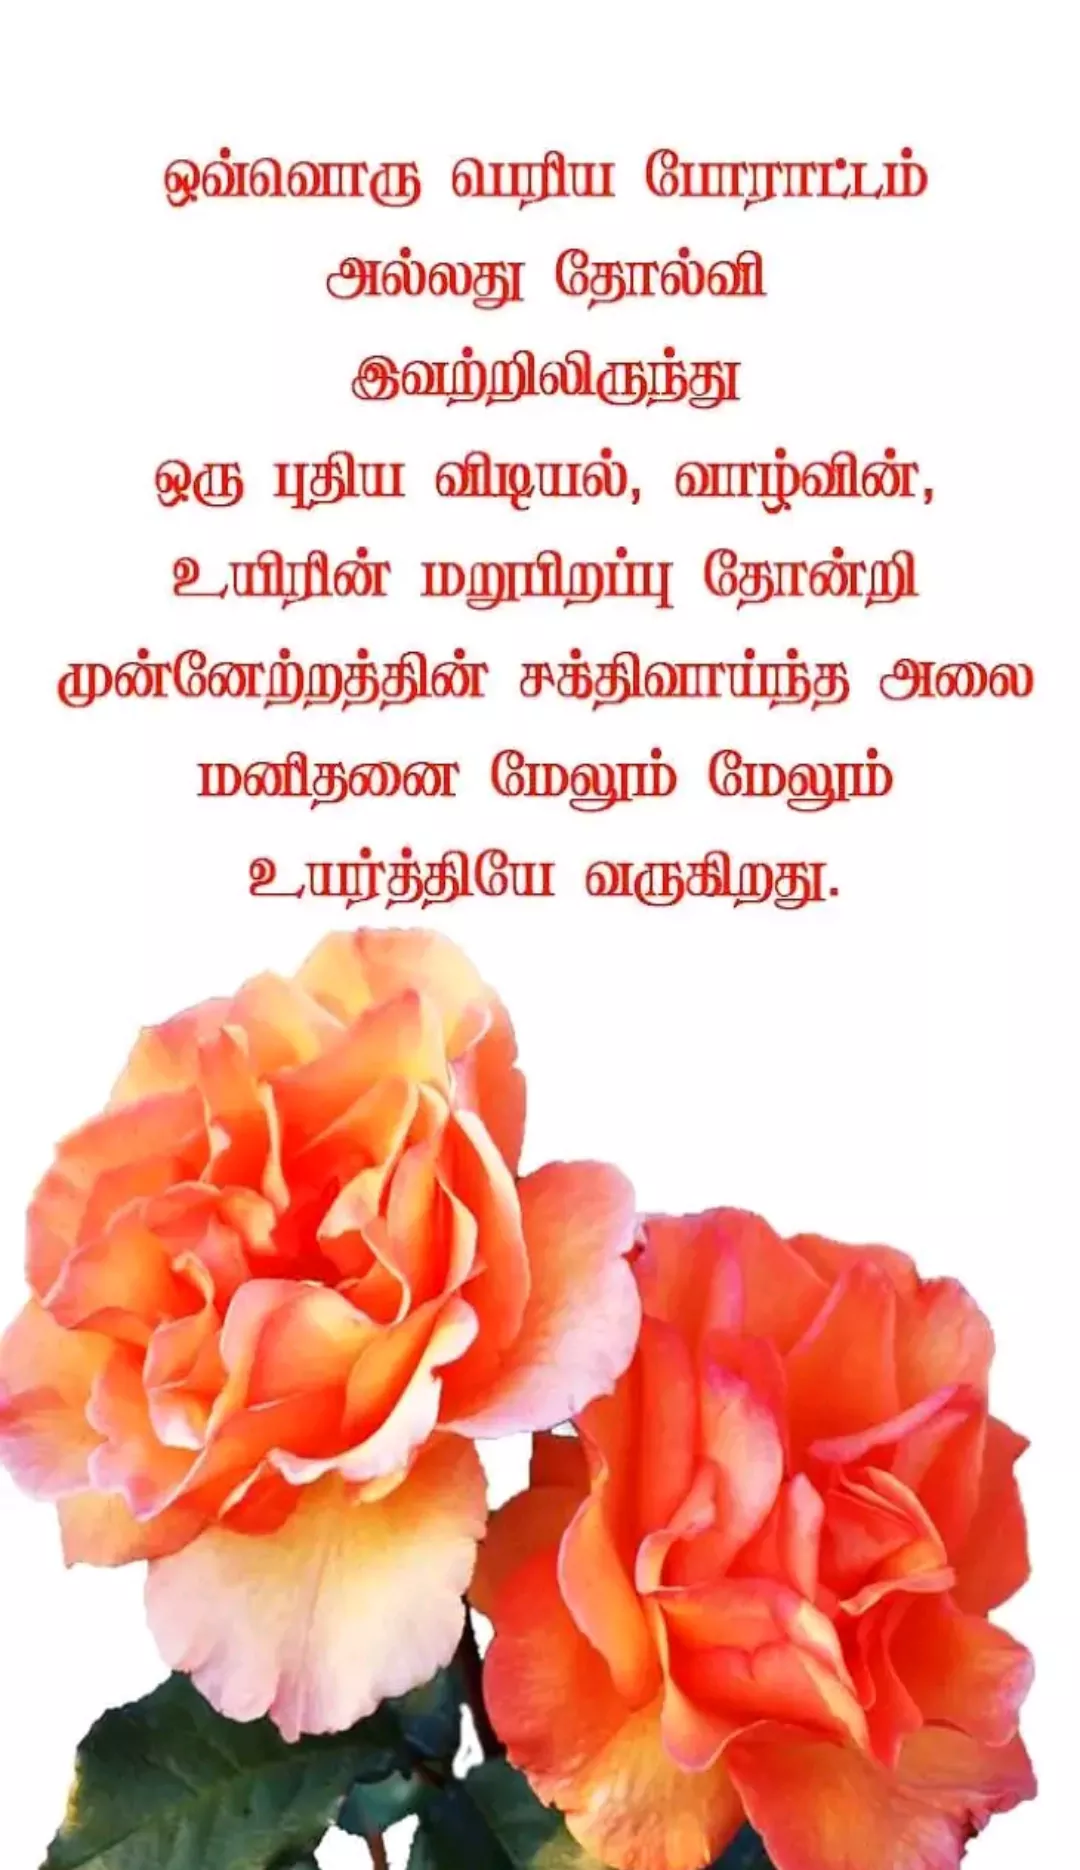 ஒவ்வொரு பெரிய போராட்டம்
அல்லது தோல்வி
இவற்றிலிருந்து
ஒரு புதிய விடியல், வாழ்வின்,
உயிரின் மறுபிறப்பு தோன்றி
முன்னேற்றத்தின் சக்திவாய்ந்த அலை
மனிதனை மேலும் மேலும்
உயர்த்தியே வருகிறது.